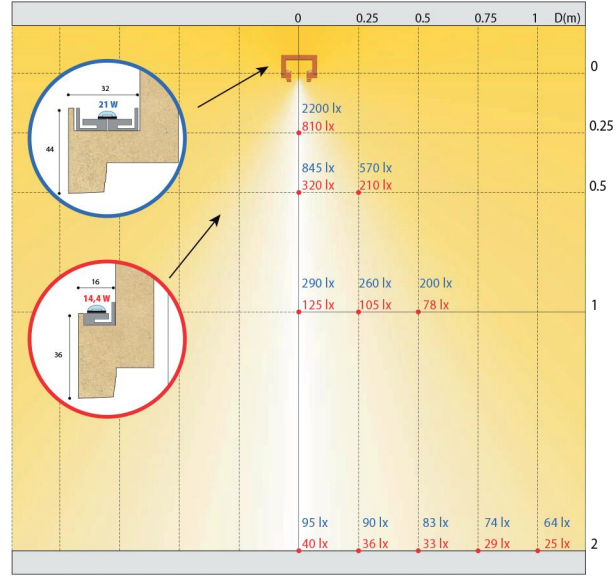 0 0.25 0.5 0.75 1 D(m)
0
32
21 W
44
2200 lx
810 lx
0.25
845 lx 570 lx
320 lx 210 lx
0.5
16
14,4 W
36
290 lx 260 lx 200 lx
125 lx 105 lx 78 lx
1
95 lx 90 lx 83 lx 74 lx 64 lx
40 lx 36 lx 33 lx 29 lx 25 lx
2